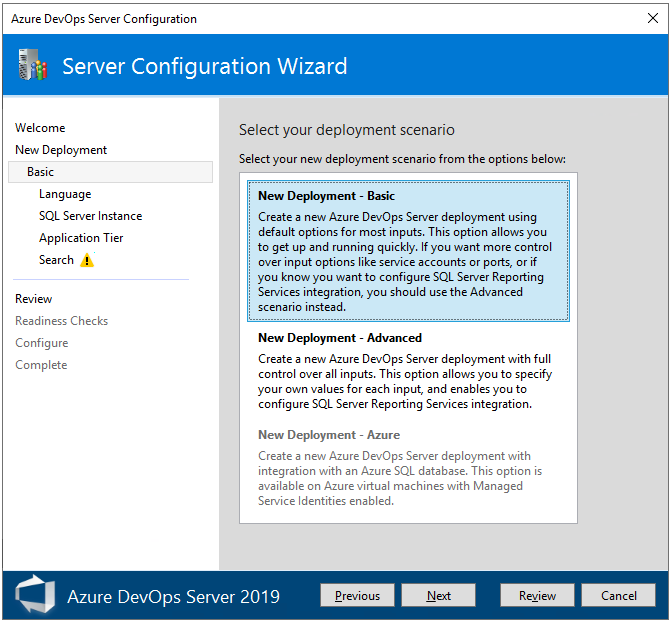 Azure DevOps Server Configuration
Server Configuration Wizard
Welcome
New Deployment
Basic
Language
SQL Server Instance
Application Tier
Search
Review
Readiness Checks
Configure
Complete
Select your deployment scenario
Select your new deployment scenario from the options below:
New Deployment - Basic
Create a new Azure DevOps Server deployment using
default options for most inputs. This option allows you
to get up and running quickly. If you want more control
over input options like service accounts or ports, or if
you know you want to configure SQL Server Reporting
Services integration, you should use the Advanced
scenario instead.
New Deployment - Advanced
Create a new Azure DevOps Server deployment with full
control over all inputs. This option allows you to specify
your own values for each input, and enables you to
configure SQL Server Reporting Services integration.
New Deployment - Azure
Create a new Azure DevOps Server deployment with
integration with an Azure SQL database. This option is
available on Azure virtual machines with Managed
Service Identities enabled.
Azure DevOps Server 2019
Previous
Next
Review
Cancel